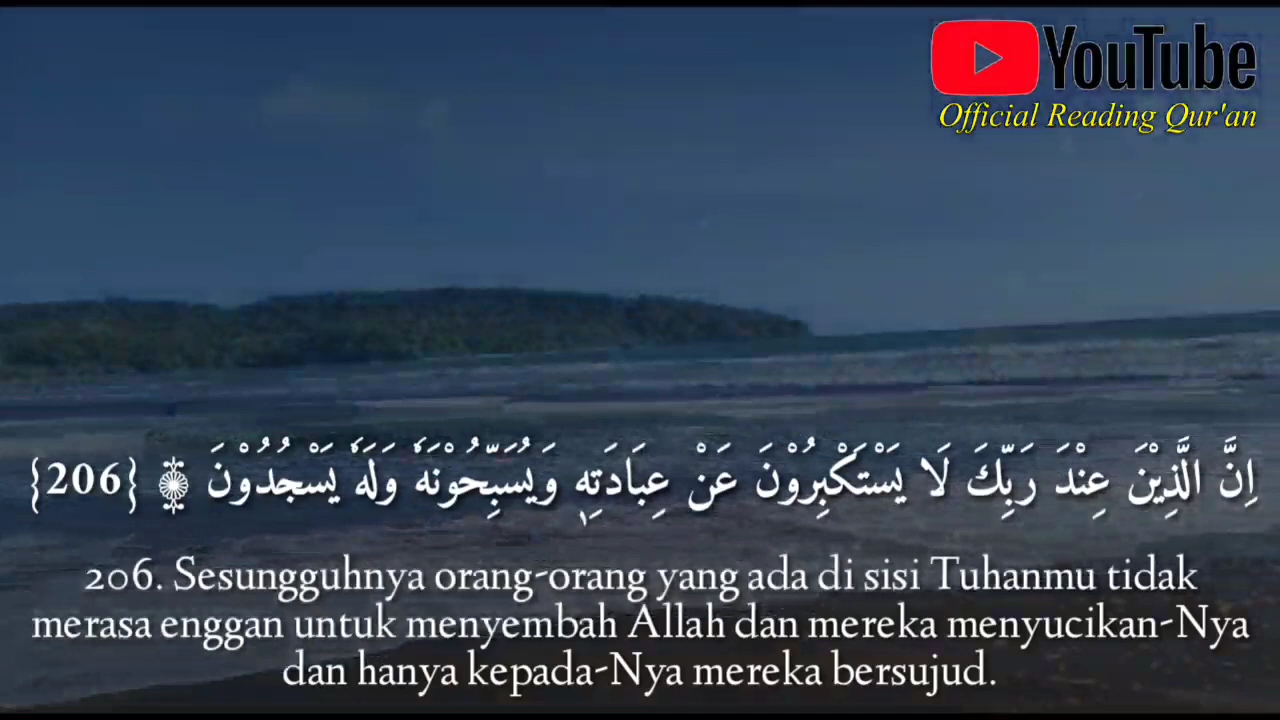 YouTube
Official Reading Qur'an
اِنَّ الَّذِيْنَ عِنْدَ رَبِّكَ لَا يَسْتَكْبِرُوْنَ عَنْ عِبَادَتِهٖ وَيُسَبِّحُوْنَهٗ وَلَهٗ يَسْجُدُوْنَ ۩ {206}
206. Sesungguhnya orang-orang yang ada di sisi Tuhanmu tidak
merasa enggan untuk menyembah Allah dan mereka menyucikan-Nya
dan hanya kepada-Nya mereka bersujud.